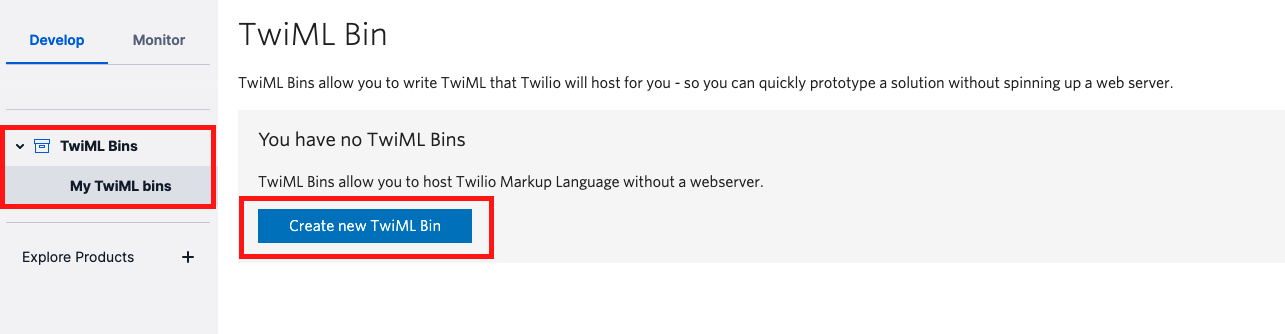 Develop
Monitor
TwiML Bins
My TwiML bins
Explore Products +
TwiML Bin
TwiML Bins allow you to write TwiML that Twilio will host for you - so you can quickly prototype a solution without spinning up a web server.
You have no TwiML Bins
TwiML Bins allow you to host Twilio Markup Language without a webserver.
Create new TwiML Bin